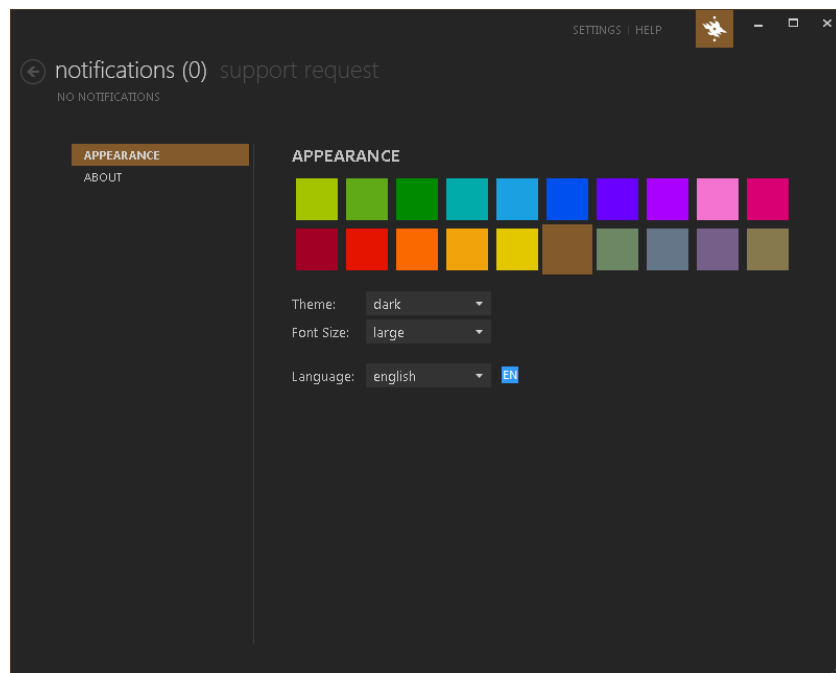 SETTINGS | HELP
notifications (0) support request
NO NOTIFICATIONS
APPEARANCE
ABOUT
APPEARANCE
Theme: dark
Font Size: large
Language: english EN